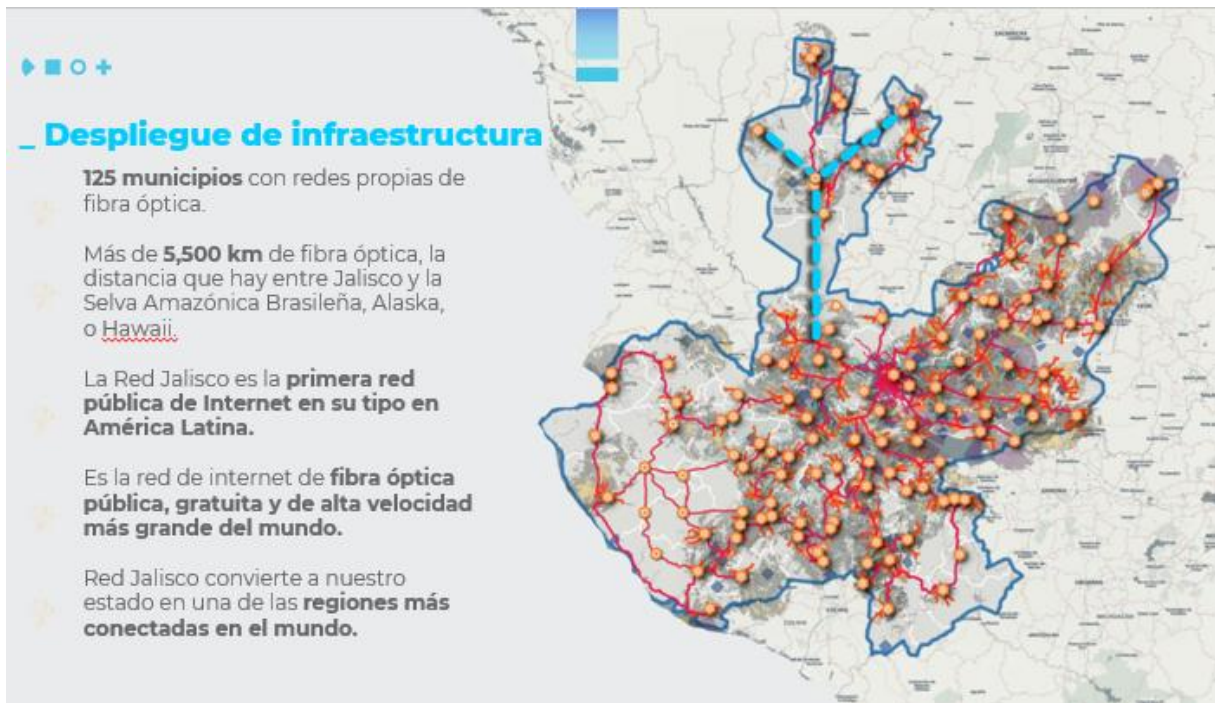 _ Despliegue de infraestructura
125 municipios con redes propias de
fibra óptica.
Más de 5,500 km de fibra óptica, la
distancia que hay entre Jalisco y la
Selva Amazónica Brasileña, Alaska,
o Hawaii.
La Red Jalisco es la primera red
pública de Internet en su tipo en
América Latina.
Es la red de internet de fibra óptica
pública, gratuita y de alta velocidad
más grande del mundo.
Red Jalisco convierte a nuestro
estado en una de las regiones más
conectadas en el mundo.